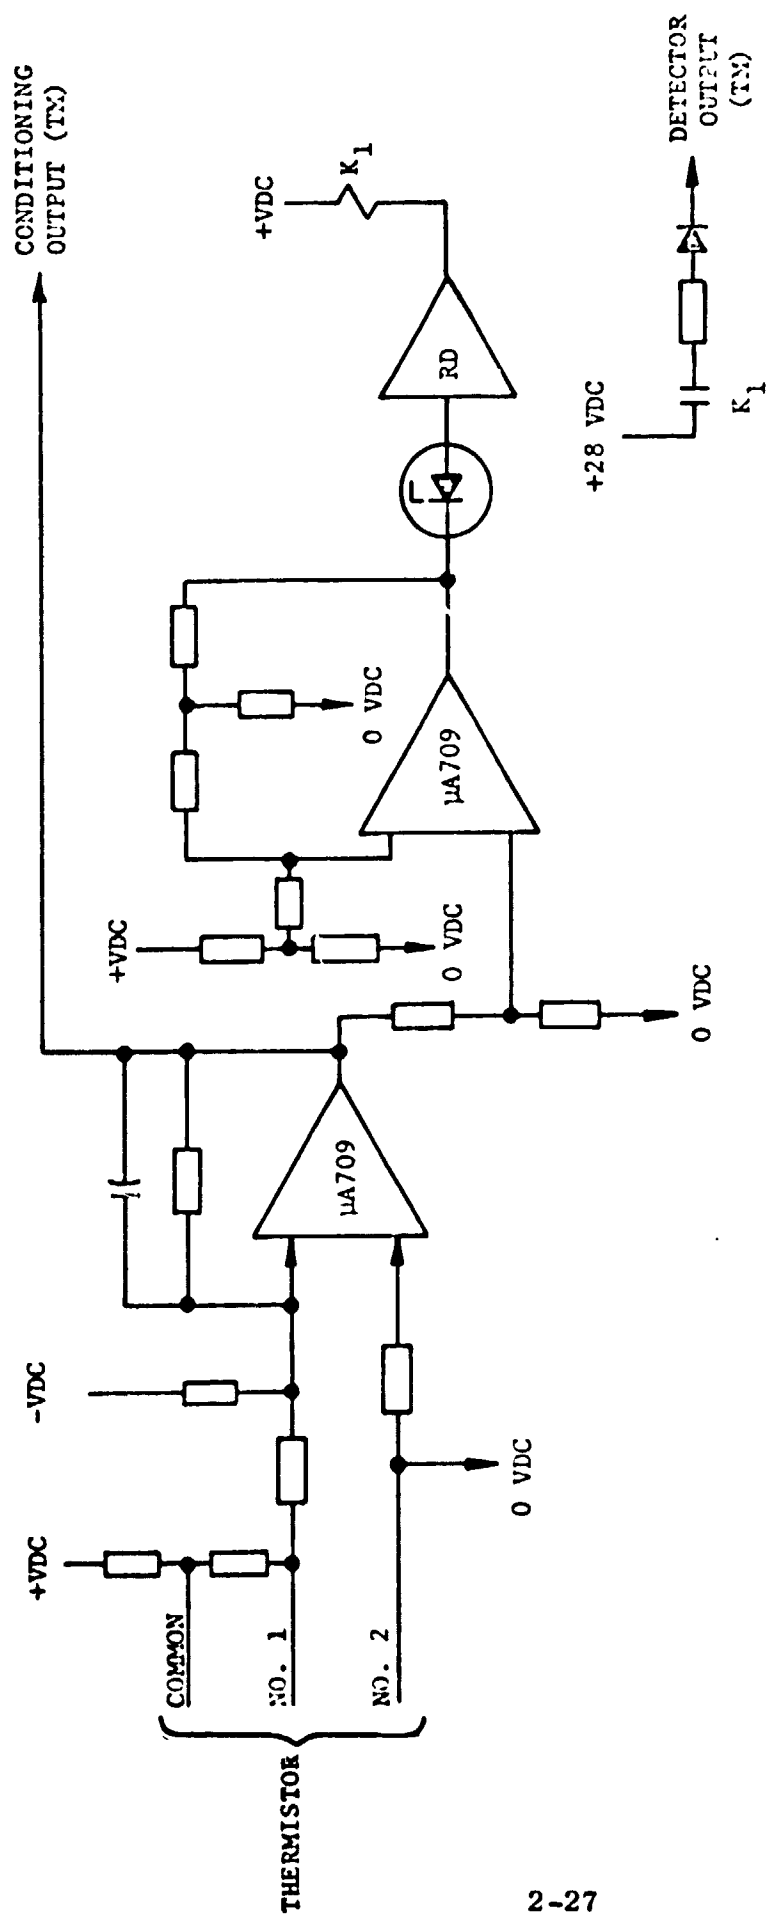 CONDITIONING
OUTPUT (TM)
+VDC
K1
RD
DETECTOR
OUTPUT
(TM)
+28 VDC
K1
0 VDC
µA709
+VDC
0 VDC
0 VDC
µA709
-VDC
+VDC
0 VDC
COMMON
NO. 1
NO. 2
THERMISTOR
2-27